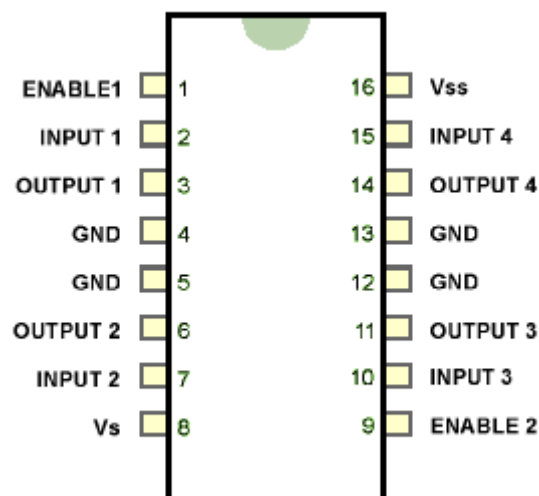 ENABLE1 1 16 Vss
INPUT 1 2 15 INPUT 4
OUTPUT 1 3 14 OUTPUT 4
GND 4 13 GND
GND 5 12 GND
OUTPUT 2 6 11 OUTPUT 3
INPUT 2 7 10 INPUT 3
Vs 8 9 ENABLE 2